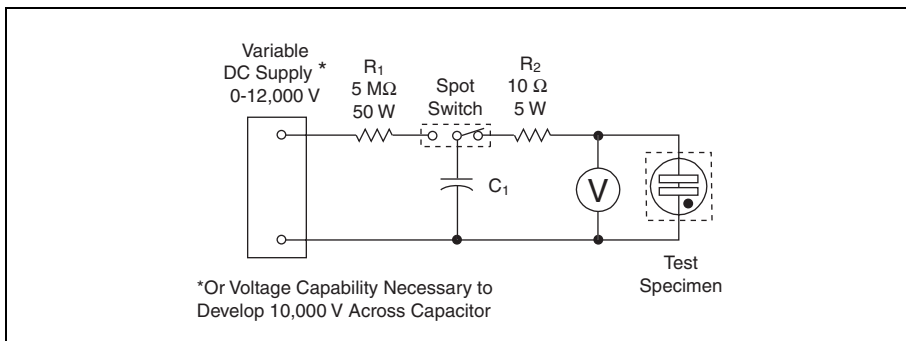 Variable
DC Supply *
0-12,000 V
R1
5 MΩ
50 W
Spot
Switch
R2
10 Ω
5 W
C1
V
Test
Specimen
*Or Voltage Capability Necessary to
Develop 10,000 V Across Capacitor